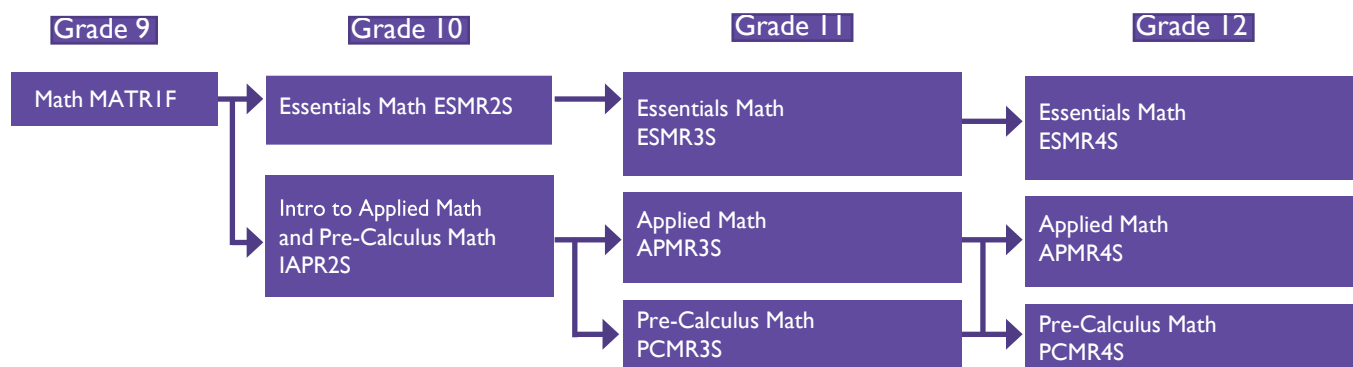 Grade 9
Grade 10
Grade 11
Grade 12
Math MATR1F
Essentials Math ESMR2S
Intro to Applied Math
and Pre-Calculus Math
IAPR2S
Essentials Math
ESMR3S
Applied Math
APMR3S
Pre-Calculus Math
PCMR3S
Essentials Math
ESMR4S
Applied Math
APMR4S
Pre-Calculus Math
PCMR4S